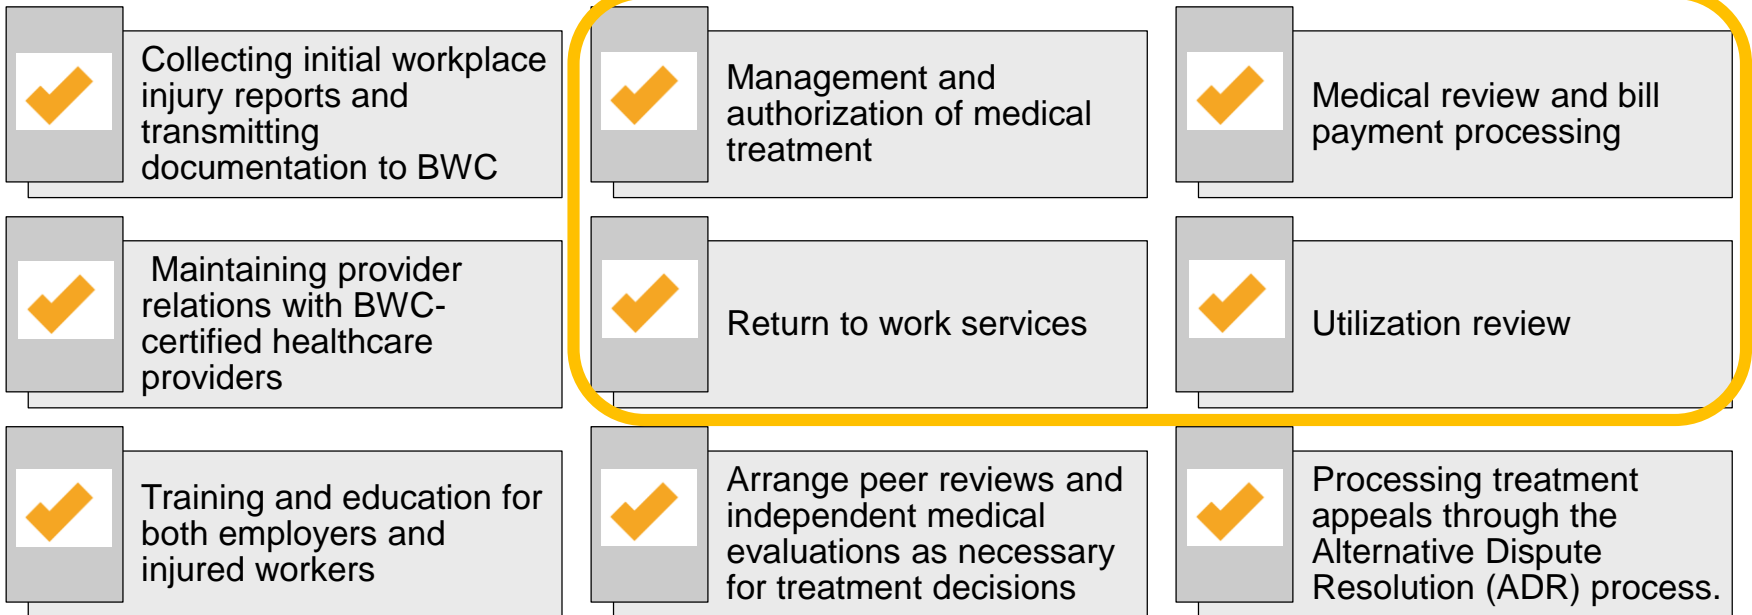 Collecting initial workplace
injury reports and
transmitting
documentation to BWC
Management and
authorization of medical
treatment
Medical review and bill
payment processing
Maintaining provider
relations with BWC-
certified healthcare
providers
Return to work services
Utilization review
Training and education for
both employers and
injured workers
Arrange peer reviews and
independent medical
evaluations as necessary
for treatment decisions
Processing treatment
appeals through the
Alternative Dispute
Resolution (ADR) process.